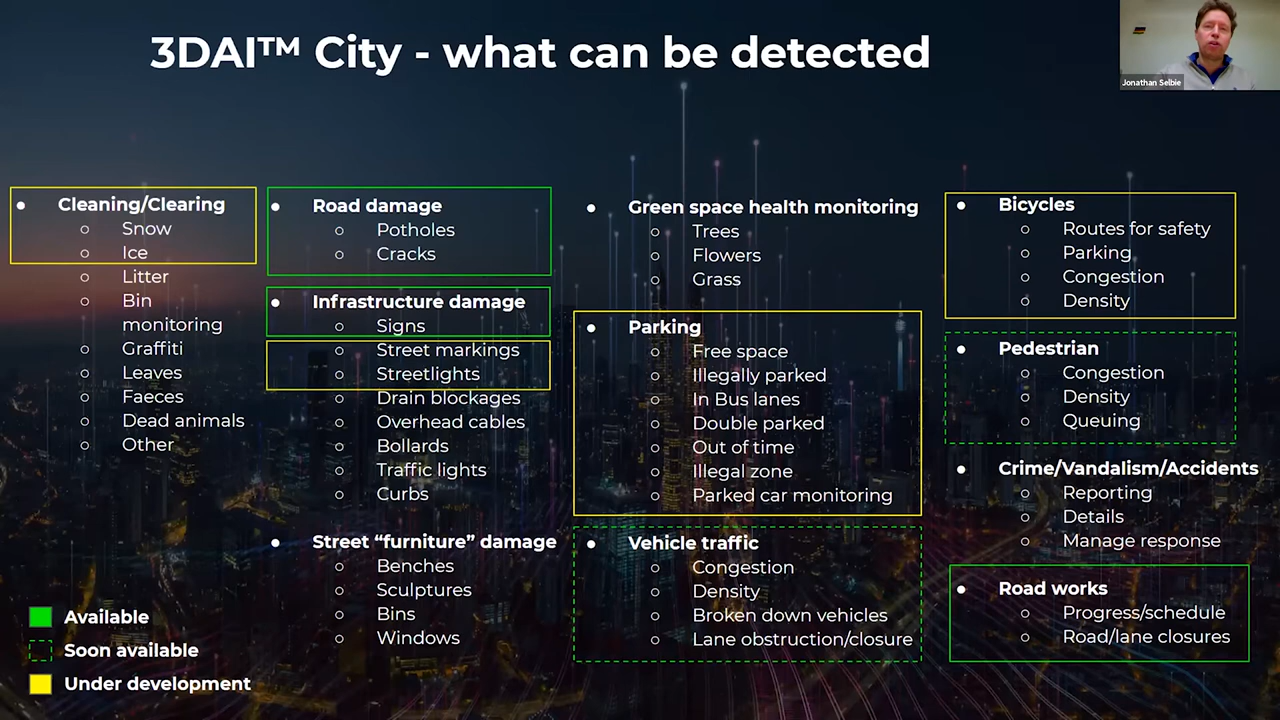 3DAI™ City - what can be detected
Jonathan Selbie
● Cleaning/Clearing
○ Snow
○ Ice
○ Litter
○ Bin
monitoring
○ Graffiti
○ Leaves
○ Faeces
○ Dead animals
○ Other
● Road damage
○ Potholes
○ Cracks
● Infrastructure damage
○ Signs
○ Street markings
○ Streetlights
○ Drain blockages
○ Overhead cables
○ Bollards
○ Traffic lights
○ Curbs
● Street “furniture” damage
○ Benches
○ Sculptures
○ Bins
○ Windows
● Green space health monitoring
○ Trees
○ Flowers
○ Grass
● Parking
○ Free space
○ Illegally parked
○ In Bus lanes
○ Double parked
○ Out of time
○ Illegal zone
○ Parked car monitoring
● Vehicle traffic
○ Congestion
○ Density
○ Broken down vehicles
○ Lane obstruction/closure
● Bicycles
○ Routes for safety
○ Parking
○ Congestion
○ Density
● Pedestrian
○ Congestion
○ Density
○ Queuing
● Crime/Vandalism/Accidents
○ Reporting
○ Details
○ Manage response
● Road works
○ Progress/schedule
○ Road/lane closures
Available
Soon available
Under development